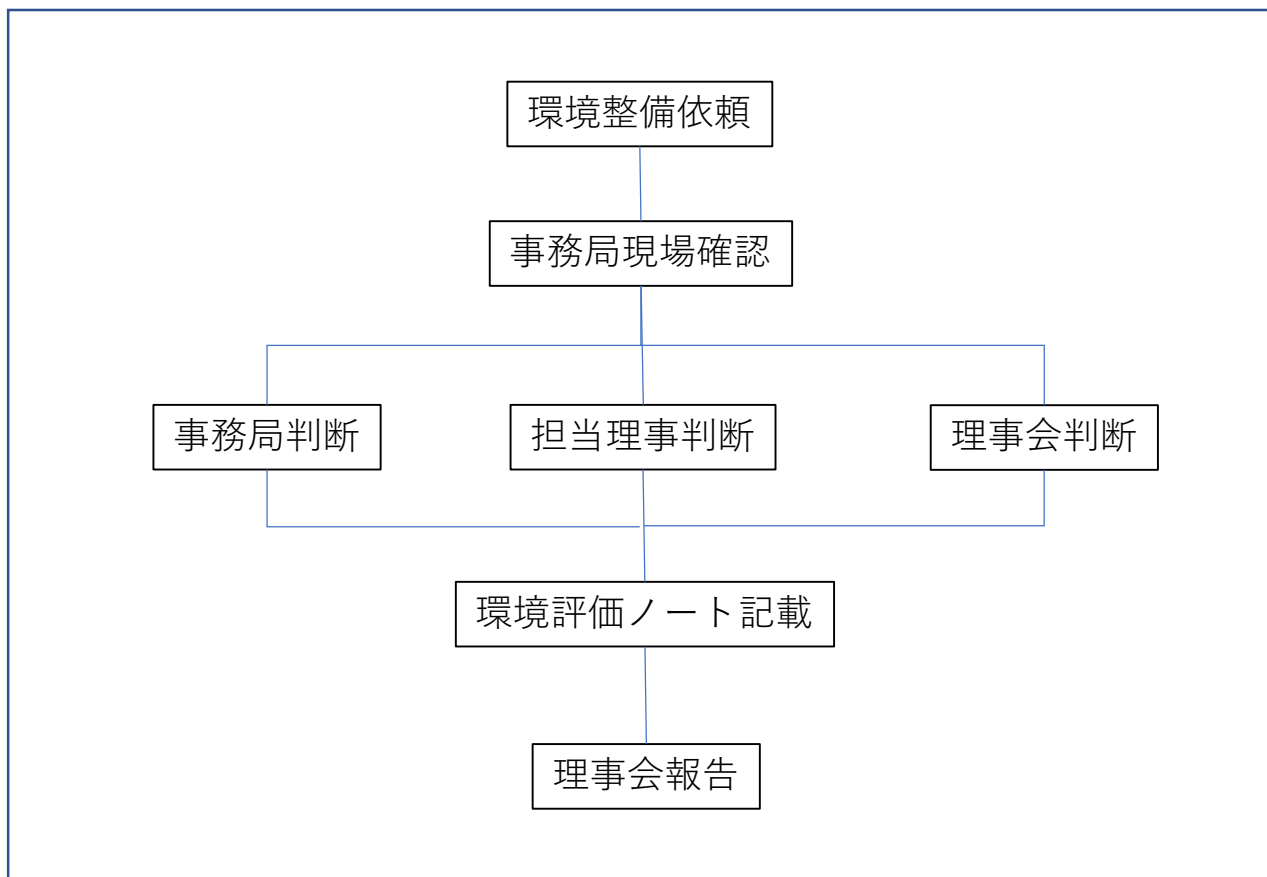 環境整備依頼
事務局現場確認
事務局判断
担当理事判断
理事会判断
環境評価ノート記載
理事会報告